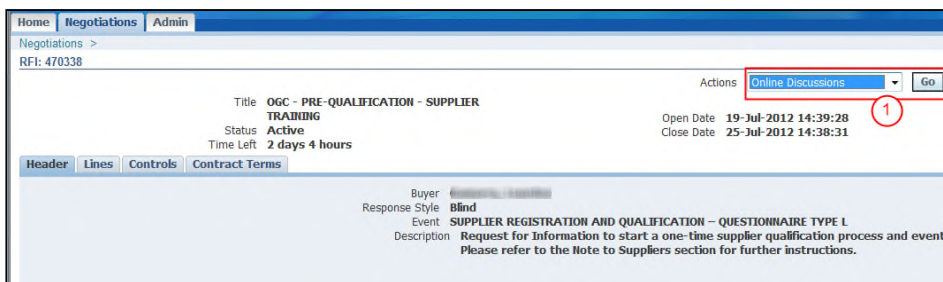 Home Negotiations Admin
Negotiations >
RFI: 470338
Actions Online Discussions Go
1
Title OGC - PRE-QUALIFICATION - SUPPLIER
TRAINING
Open Date 19-Jul-2012 14:39:28
Status Active
Close Date 25-Jul-2012 14:38:31
Time Left 2 days 4 hours
Header Lines Controls Contract Terms
Buyer
Response Style Blind
Event SUPPLIER REGISTRATION AND QUALIFICATION – QUESTIONNAIRE TYPE L
Description Request for Information to start a one-time supplier qualification process and event
Please refer to the Note to Suppliers section for further instructions.